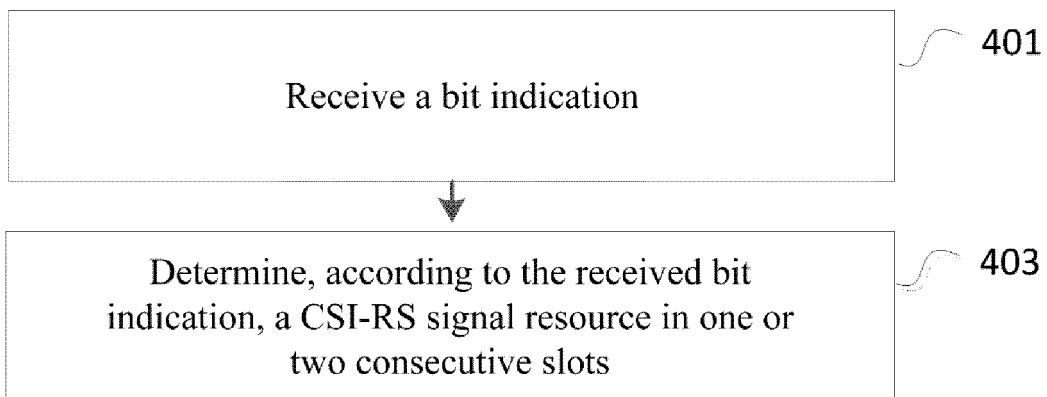 401
Receive a bit indication
403
Determine, according to the received bit
indication, a CSI-RS signal resource in one or
two consecutive slots